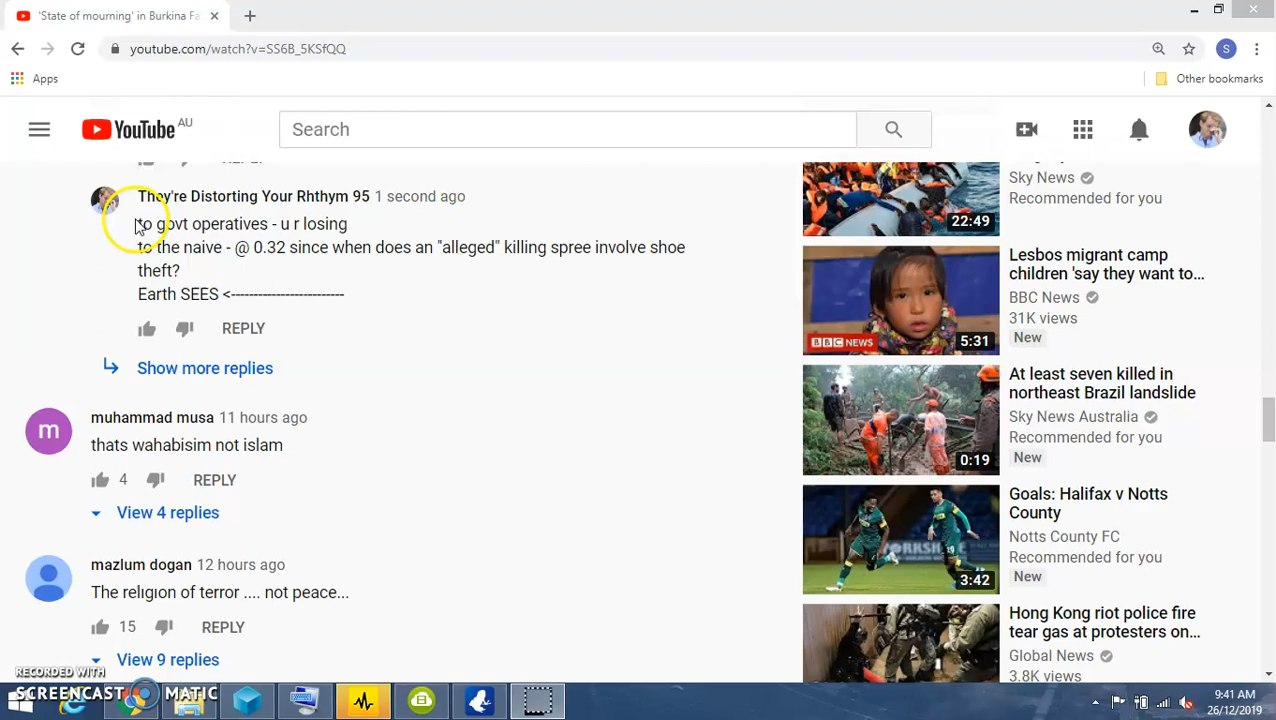 'State of mourning' in Burkina Fa
youtube.com/watch?v=SS6B_5KSfQQ
S
Apps
Other bookmarks
YouTube AU
Search
REPLY
They're Distorting Your Rhthym 95 1 second ago
to govt operatives - u r losing
to the naive - @ 0.32 since when does an "alleged" killing spree involve shoe
theft?
Earth SEES <-------------------------
REPLY
Show more replies
m
muhammad musa 11 hours ago
thats wahabisim not islam
4 REPLY
View 4 replies
mazlum dogan 12 hours ago
The religion of terror .... not peace...
15 REPLY
View 9 replies
22:49
Sky News
Recommended for you
BBC NEWS
5:31
Lesbos migrant camp
children 'say they want to...
BBC News
31K views
New
0:19
At least seven killed in
northeast Brazil landslide
Sky News Australia
Recommended for you
New
3:42
Goals: Halifax v Notts
County
Notts County FC
Recommended for you
New
Hong Kong riot police fire
tear gas at protesters on...
Global News
3.8K views
RECORDED WITH
SCREENCAST MATIC
9:41 AM
26/12/2019